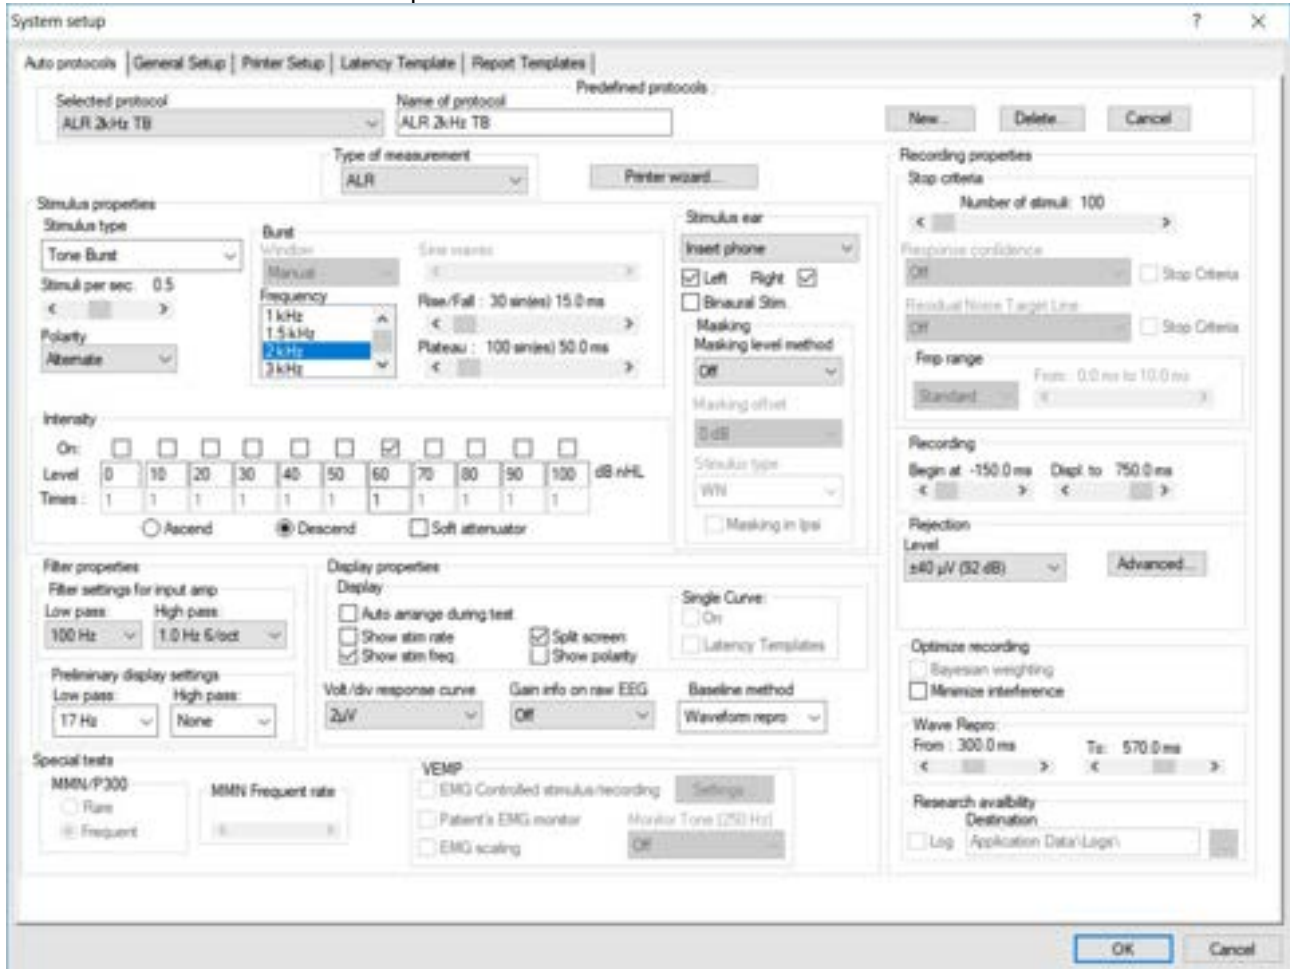 System setup
Auto protocols General Setup Printer Setup Latency Template Report Templates
Predefined protocols :
Selected protocol
ALR 2kHz TB
Name of protocol
ALR 2kHz TB
New... Delete... Cancel
Type of measurement
ALR
Printer wizard...
Stimulus properties
Stimulus type
Tone Burst
Stimuli per sec: 0.5
Polarity
Alternate
Burst
Window
Manual
Frequency
1 kHz
1.5 kHz
2 kHz
3 kHz
Sine waves:
Rise/Fall : 30 sin(es) 15.0 ms
Plateau : 100 sin(es) 50.0 ms
Stimulus ear
Insert phone
Left Right
Binaural Stim.
Masking
Masking level method
Off
Masking offset
0 dB
Stimulus type
WN
Masking in Ipsi
Intensity
On:
Level 0 10 20 30 40 50 60 70 80 90 100 dB nHL
Times : 1 1 1 1 1 1 1 1 1 1 1
Ascend Descend Soft attenuator
Filter properties
Filter settings for input amp
Low pass: High pass:
100 Hz 1.0 Hz 6/oct
Preliminary display settings
Low pass: High pass:
17 Hz None
Display properties
Display
Auto arrange during test
Show stim rate
Show stim freq.
Split screen
Show polarity
Single Curve:
On
Latency Templates
Volt/div response curve
2uV
Gain info on raw EEG
Off
Baseline method
Waveform repro
Special tests
MMN/P300
Rare
Frequent
MMN Frequent rate
VEMP
EMG Controlled stimulus/recording
Settings
Patient's EMG monitor
EMG scaling
Monitor Tone (250 Hz)
Off
Recording properties
Stop criteria
Number of stimuli: 100
Response confidence
Off
Stop Criteria
Residual Noise Target Line
Off
Stop Criteria
Fmp range
Standard
From: 0.0 ms to 10.0 ms
Recording
Begin at -150.0 ms Displ. to 750.0 ms
Rejection
Level
±40 µV (92 dB)
Advanced...
Optimize recording
Bayesian weighting
Minimize interference
Wave Repro:
From : 300.0 ms To: 570.0 ms
Research availbility
Destination
Log Application Data\Logs\
...
OK Cancel